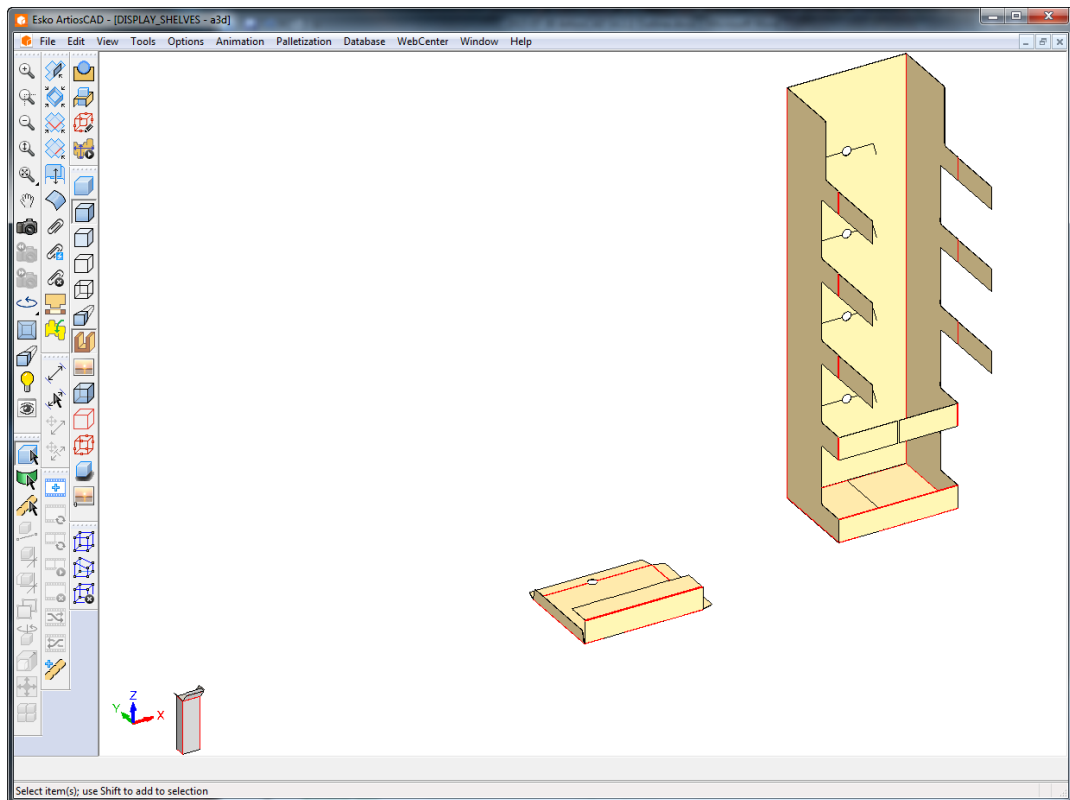 Esko ArtiosCAD - [DISPLAY_SHELVES - a3d]
File Edit View Tools Options Animation Palletization Database WebCenter Window Help
Z
Y
X
Select item(s); use Shift to add to selection